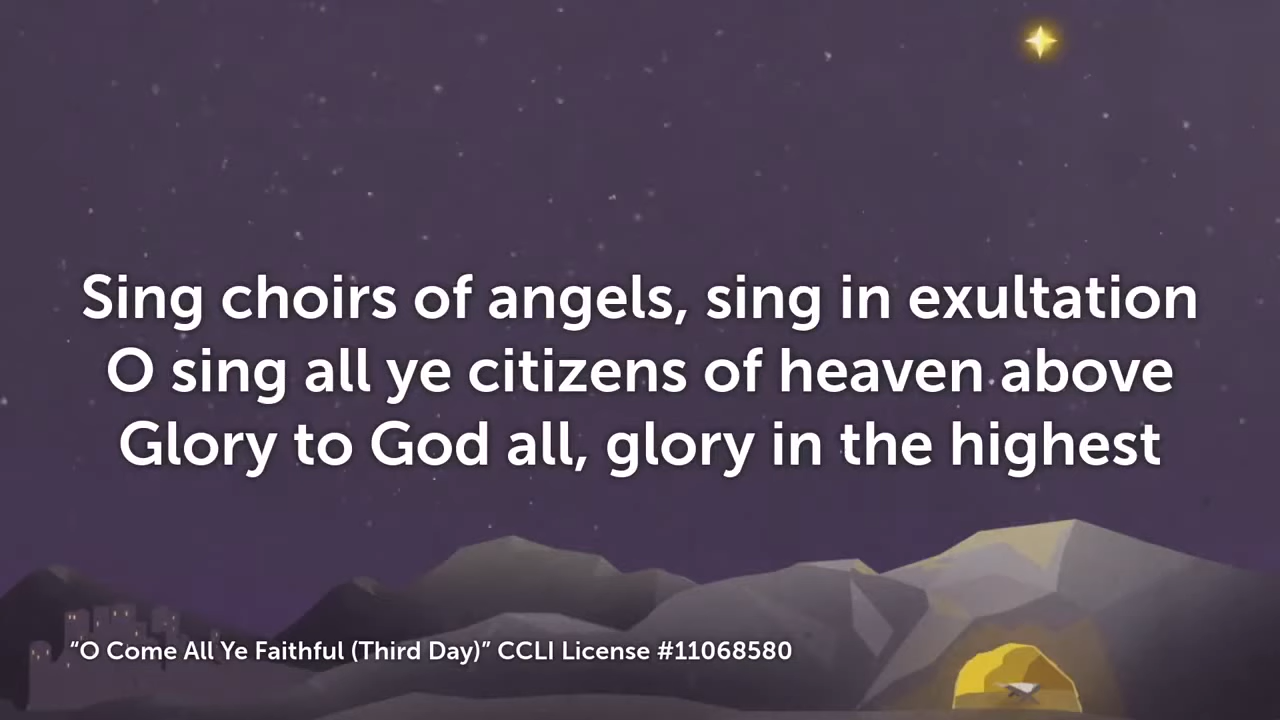 Sing choirs of angels, sing in exultation
O sing all ye citizens of heaven above
Glory to God all, glory in the highest
“O Come All Ye Faithful (Third Day)” CCLI License #11068580